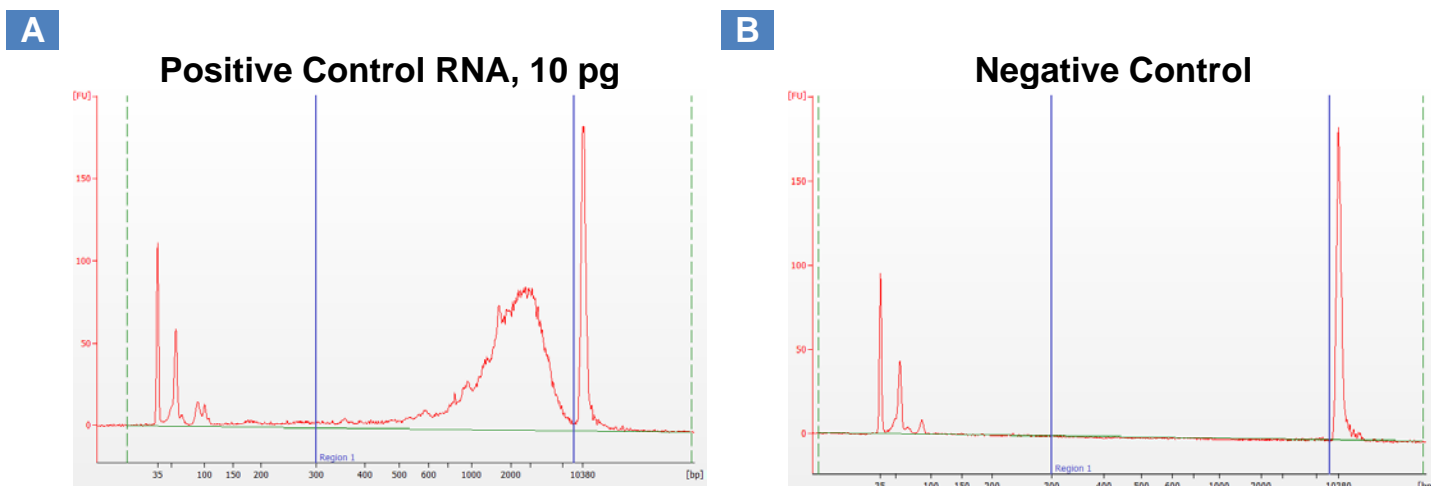 A
Positive Control RNA, 10 pg
[FU]
150
100
50
0
Region 1
35 100 150 200 300 400 500 600 1000 2000 10380 [bp]
B
Negative Control
[FU]
150
100
50
0
Region 1